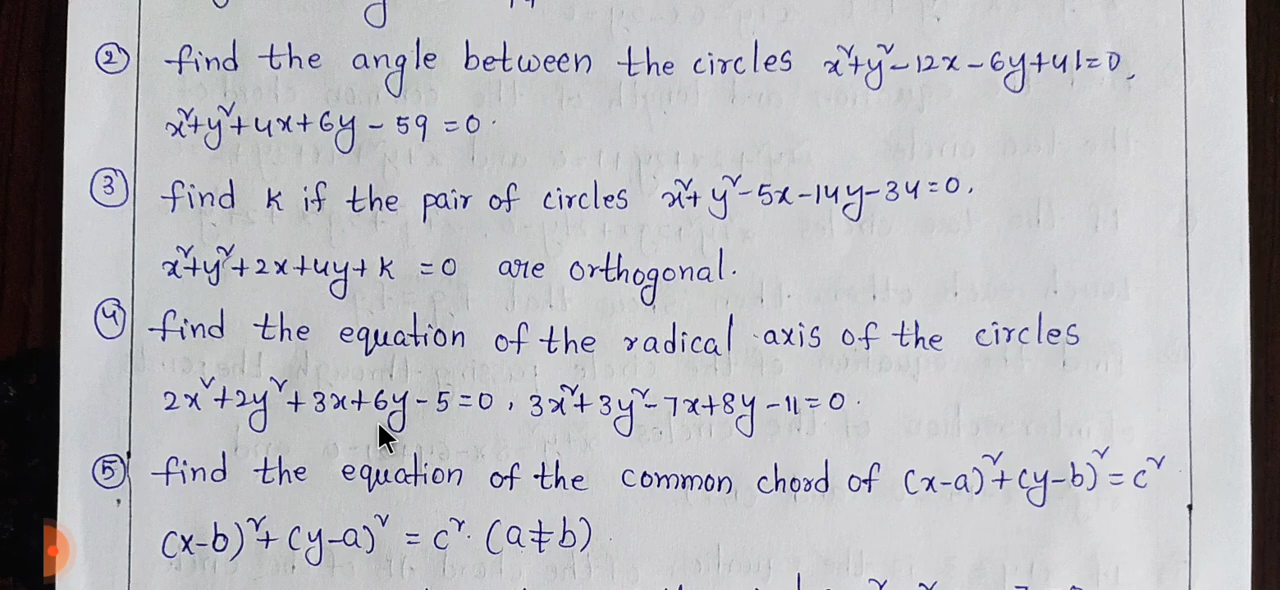 ② find the angle between the circles x²+y²-12x-6y+41=0,
x²+y²+4x+6y-59=0.
③ find K if the pair of circles x²+y²-5x-14y-34=0,
x²+y²+2x+4y+K=0 are orthogonal.
④ find the equation of the radical axis of the circles
2x²+2y²+3x+6y-5=0, 3x²+3y²-7x+8y-11=0.
⑤ find the equation of the common chord of (x-a)²+(y-b)²=c²
(x-b)²+(y-a)²=c². (a≠b)